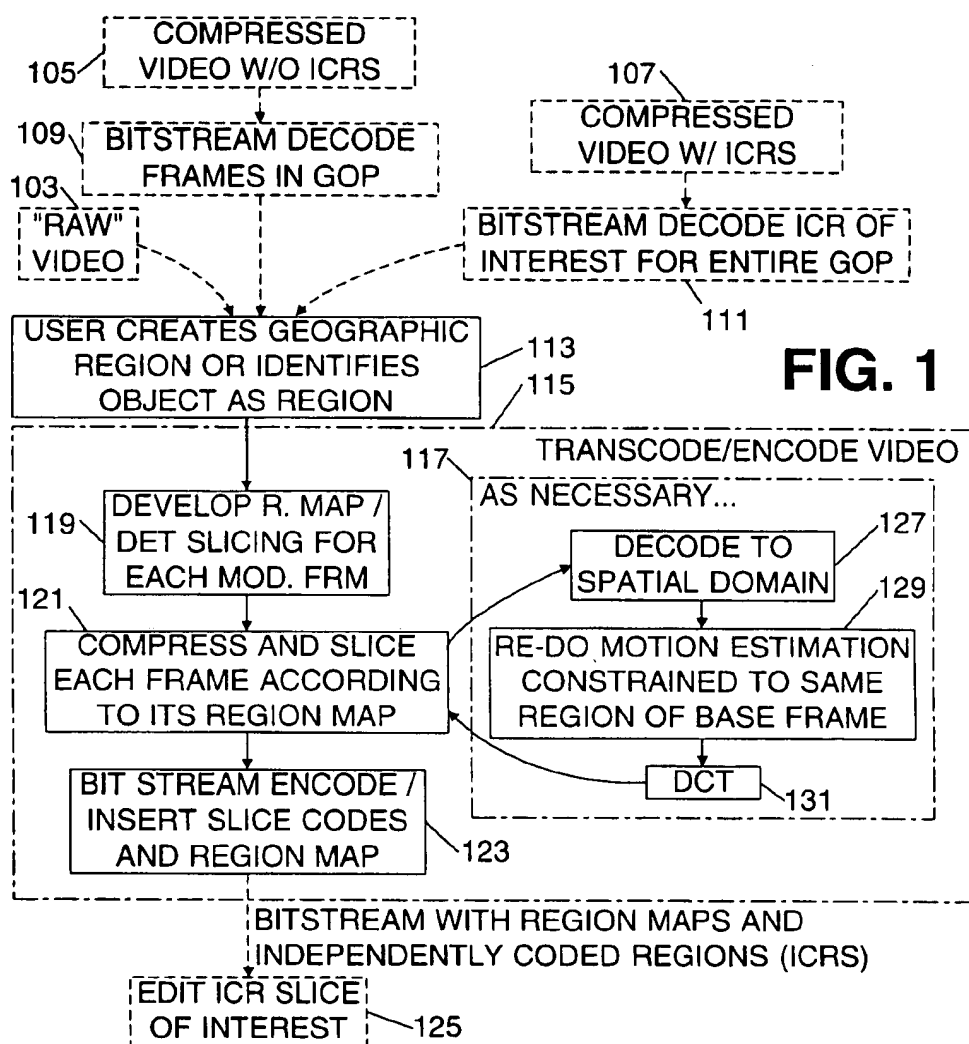 COMPRESSED
VIDEO W/O ICRS
105
107
COMPRESSED
VIDEO W/ ICRS
109
BITSTREAM DECODE
FRAMES IN GOP
103
"RAW"
VIDEO
BITSTREAM DECODE ICR OF
INTEREST FOR ENTIRE GOP
111
USER CREATES GEOGRAPHIC
REGION OR IDENTIFIES
OBJECT AS REGION
113
FIG. 1
115
TRANSCODE/ENCODE VIDEO
117
AS NECESSARY...
119
DEVELOP R. MAP /
DET SLICING FOR
EACH MOD. FRM
127
DECODE TO
SPATIAL DOMAIN
121
COMPRESS AND SLICE
EACH FRAME ACCORDING
TO ITS REGION MAP
129
RE-DO MOTION ESTIMATION
CONSTRAINED TO SAME
REGION OF BASE FRAME
DCT
131
BIT STREAM ENCODE /
INSERT SLICE CODES
AND REGION MAP
123
BITSTREAM WITH REGION MAPS AND
INDEPENDENTLY CODED REGIONS (ICRS)
EDIT ICR SLICE
OF INTEREST
125